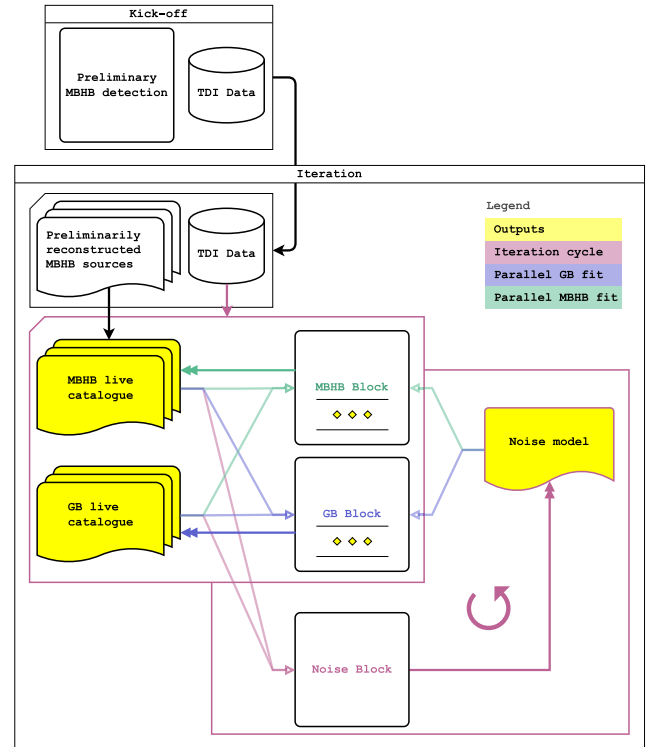 Kick-off
Preliminary
MBHB detection
TDI Data
Iteration
Preliminarily
reconstructed
MBHB sources
TDI Data
Legend
Outputs
Iteration cycle
Parallel GB fit
Parallel MBHB fit
MBHB live
catalogue
MBHB Block
Noise model
GB live
catalogue
GB Block
Noise Block